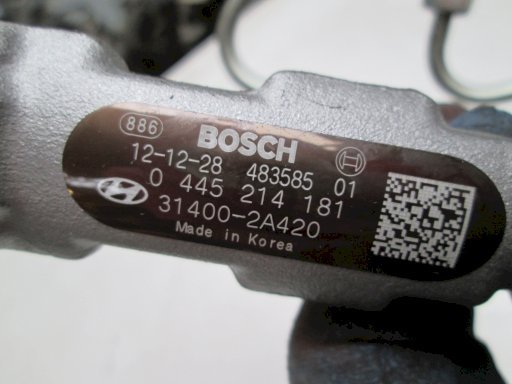 886 BOSCH
12-12-28 483585 01
0 445 214 181
31400-2A420
Made in Korea